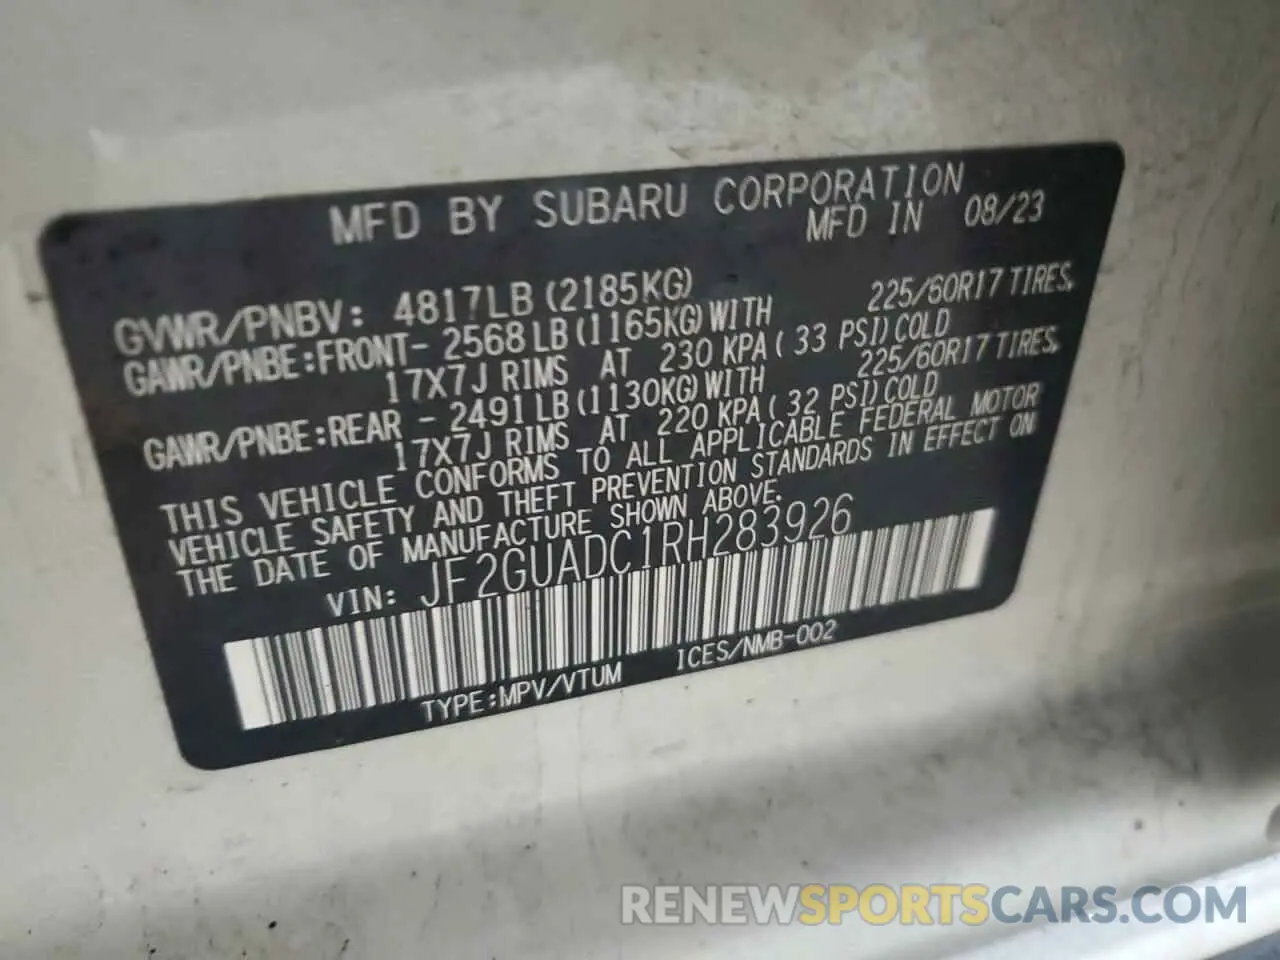 MFD BY SUBARU CORPORATION
MFD IN 08/23
GVWR/PNBV: 4817LB (2185KG)
GAWR/PNBE:FRONT- 2568LB (1165KG) WITH 225/60R17 TIRES,
17X7J RIMS AT 230 KPA ( 33 PSI) COLD
GAWR/PNBE:REAR - 2491LB (1130KG) WITH 225/60R17 TIRES,
17X7J RIMS AT 220 KPA ( 32 PSI) COLD
THIS VEHICLE CONFORMS TO ALL APPLICABLE FEDERAL MOTOR
VEHICLE SAFETY AND THEFT PREVENTION STANDARDS IN EFFECT ON
THE DATE OF MANUFACTURE SHOWN ABOVE.
VIN: JF2GUADC1RH283926
TYPE:MPV/VTUM ICES/NMB-002
RENEWSPORTSCARS.COM